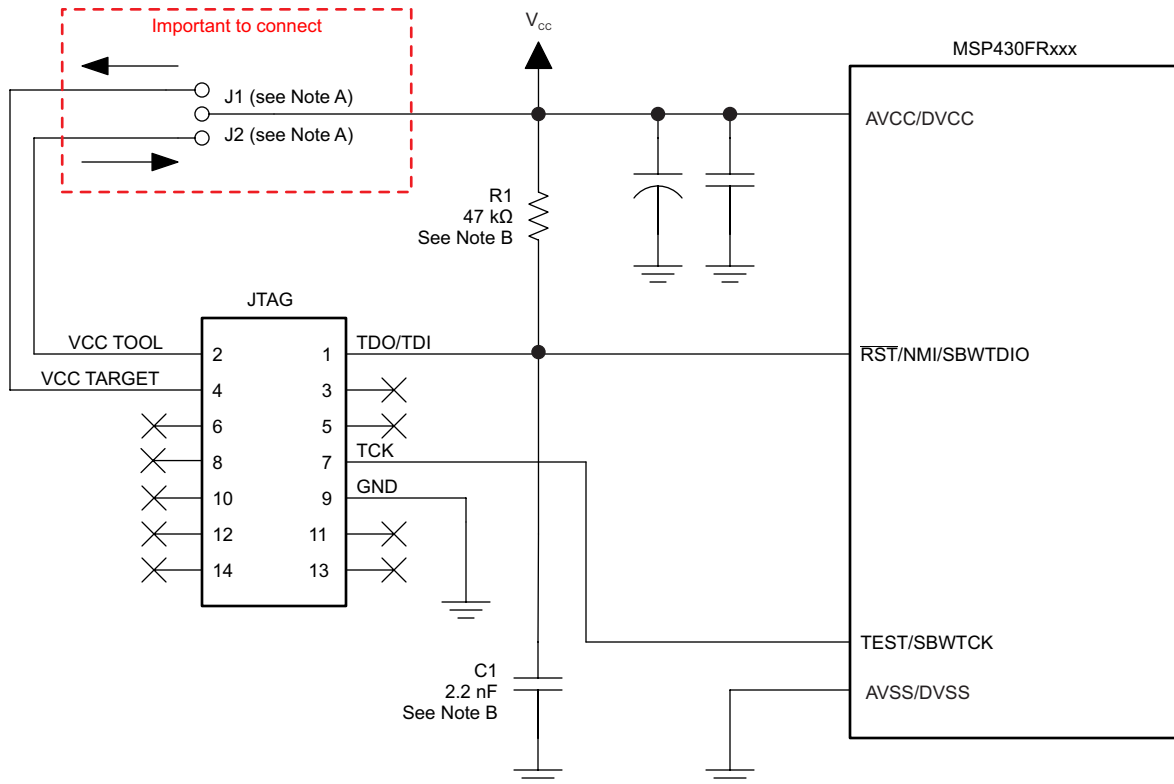 Important to connect
V_CC
MSP430FRxxx
J1 (see Note A)
J2 (see Note A)
AVCC/DVCC
R1
47 kΩ
See Note B
JTAG
VCC TOOL
2
1
TDO/TDI
R̅S̅T̅/NMI/SBWTDIO
VCC TARGET
4
3
6
5
8
7
TCK
10
9
GND
12
11
14
13
TEST/SBWTCK
C1
2.2 nF
See Note B
AVSS/DVSS